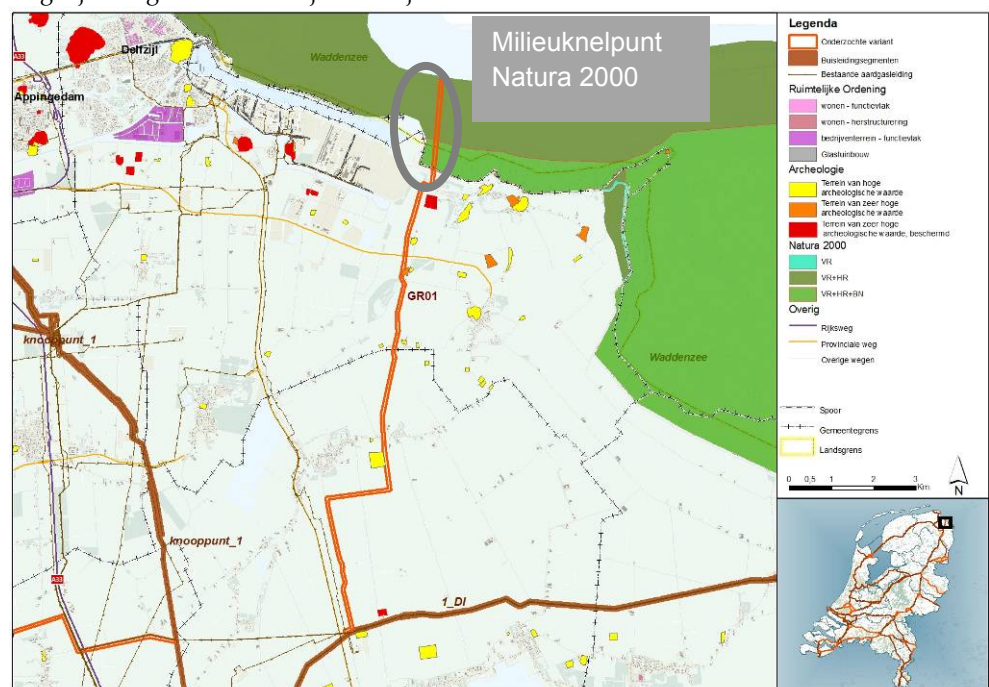 Milieuknelpunt
Natura 2000
Delfzijl
Waddenzee
A33
Appingedam
GR01
knooppunt_1
Waddenzee
knooppunt_1
A33
1_DI
Legenda
Onderzochte variant
Buisleidingsegmenten
Bestaande aardgasleiding
Ruimtelijke Ordening
wonen - functievlak
wonen - herstructurering
bedrijventerrein - functievlak
Glastuinbouw
Archeologie
Terrein van hoge
archeologische waarde
Terrein van zeer hoge
archeologische waarde
Terrein van zeer hoge
archeologische waarde, beschermd
Natura 2000
VR
VR+HR
VR+HR+BN
Overig
Rijksweg
Provinciale weg
Overige wegen
Spoor
Gemeentegrens
Landsgrens
0 0,5 1 2 3
Km
N